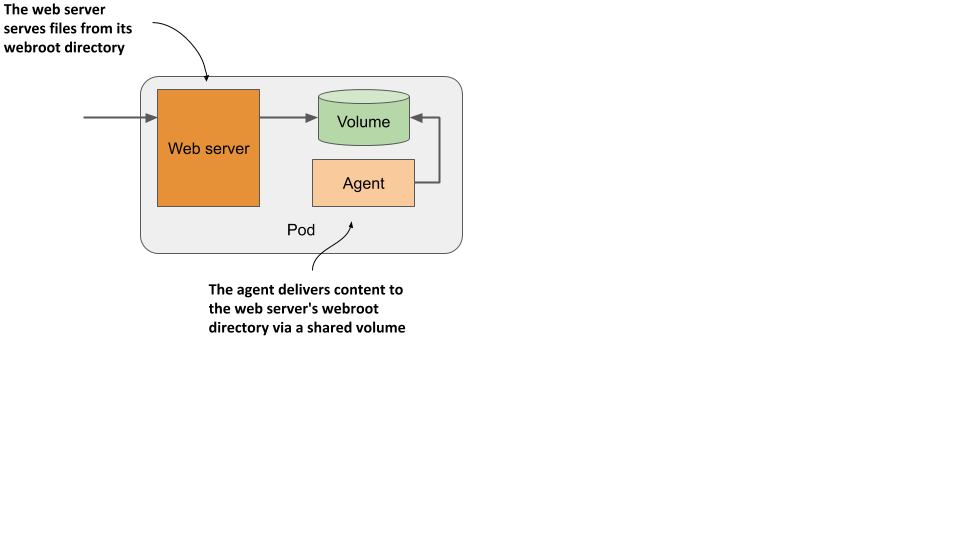 The web server
serves files from its
webroot directory
Web server
Volume
Agent
Pod
The agent delivers content to
the web server's webroot
directory via a shared volume